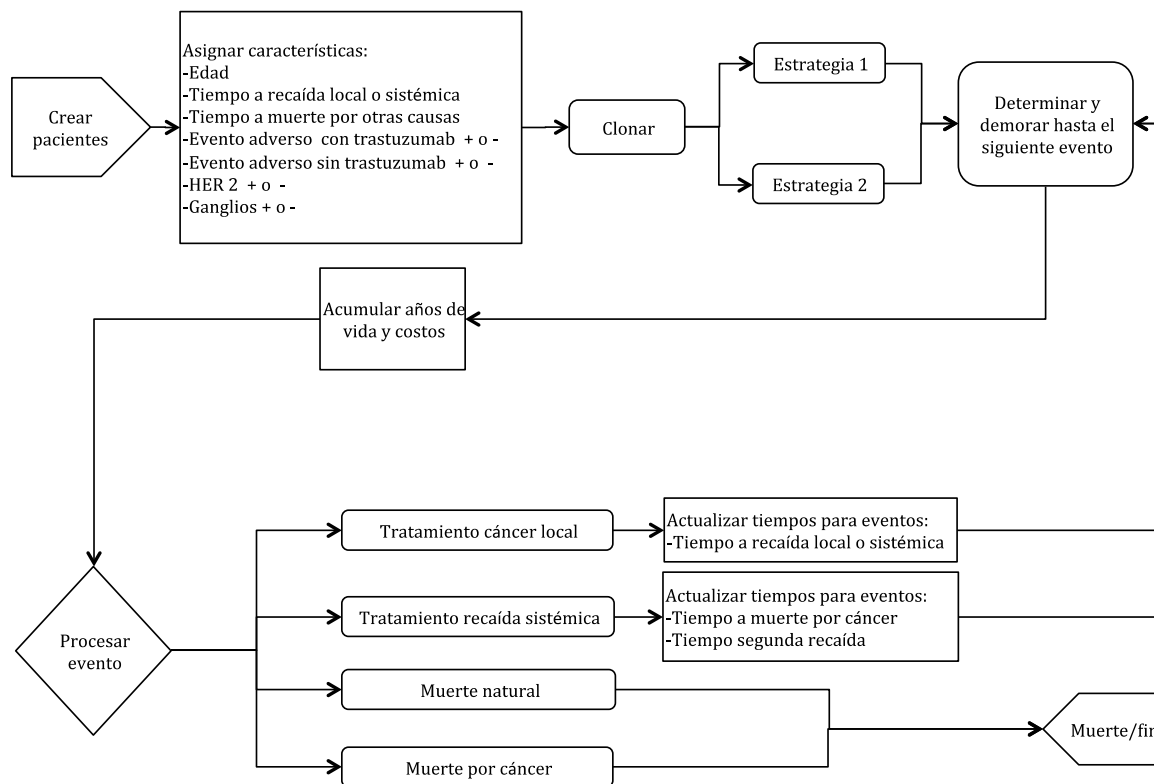 Crear
pacientes
Asignar características:
-Edad
-Tiempo a recaída local o sistémica
-Tiempo a muerte por otras causas
-Evento adverso con trastuzumab + o -
-Evento adverso sin trastuzumab + o -
-HER 2 + o -
-Ganglios + o -
Clonar
Estrategia 1
Estrategia 2
Determinar y
demorar hasta el
siguiente evento
Acumular años de
vida y costos
Procesar
evento
Tratamiento cáncer local
Actualizar tiempos para eventos:
-Tiempo a recaída local o sistémica
Tratamiento recaída sistémica
Actualizar tiempos para eventos:
-Tiempo a muerte por cáncer
-Tiempo segunda recaída
Muerte natural
Muerte por cáncer
Muerte/fin